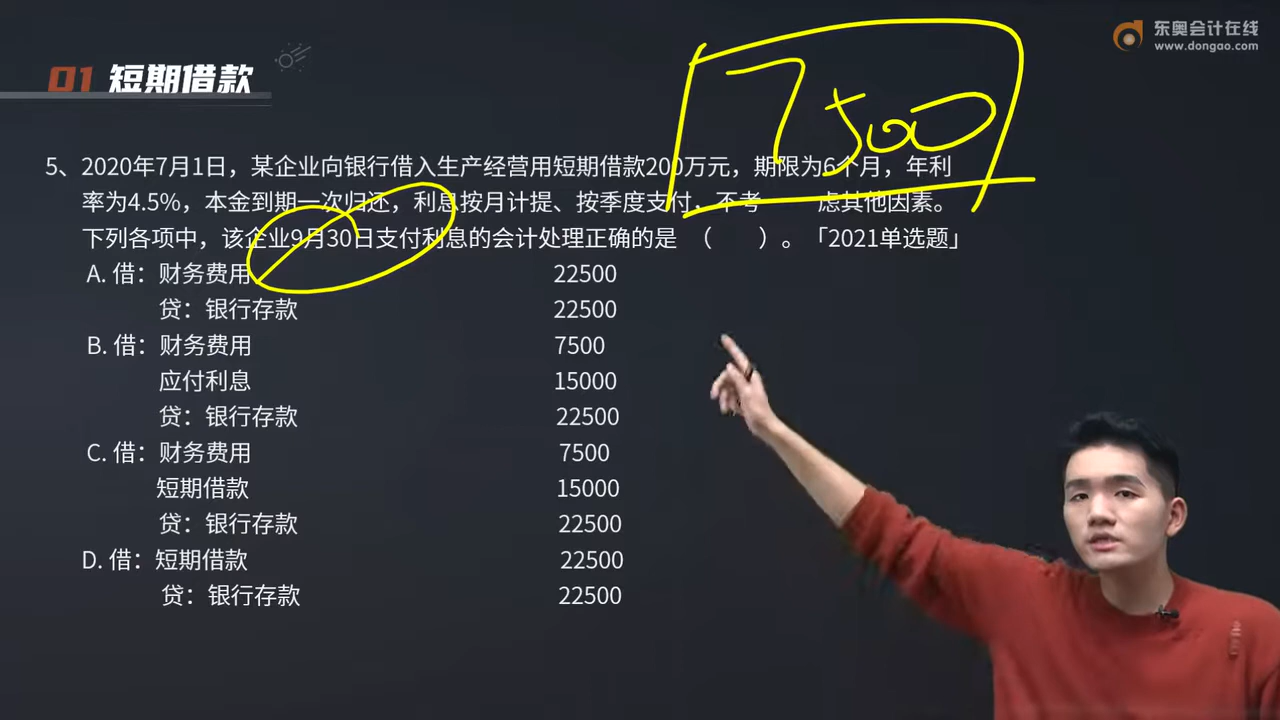 东奥会计在线
www.dongao.com
01 短期借款
7500
5、2020年7月1日，某企业向银行借入生产经营用短期借款200万元，期限为6个月，年利
率为4.5%，本金到期一次归还，利息按月计提、按季度支付，不考 虑其他因素。
下列各项中，该企业9月30日支付利息的会计处理正确的是 （ ）。「2021单选题」
A. 借：财务费用 22500
贷：银行存款 22500
B. 借：财务费用 7500
应付利息 15000
贷：银行存款 22500
C. 借：财务费用 7500
短期借款 15000
贷：银行存款 22500
D. 借：短期借款 22500
贷：银行存款 22500